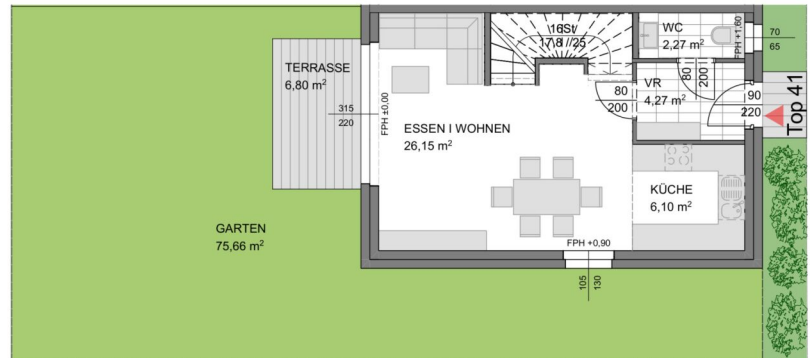 16St
17,8 / 25
WC
2,27 m²
FPH +1,60
70
65
TERRASSE
6,80 m²
315
220
FPH ±0,00
ESSEN I WOHNEN
26,15 m²
80
200
VR
4,27 m²
80
200
90
220
Top 41
KÜCHE
6,10 m²
GARTEN
75,66 m²
FPH +0,90
105
130